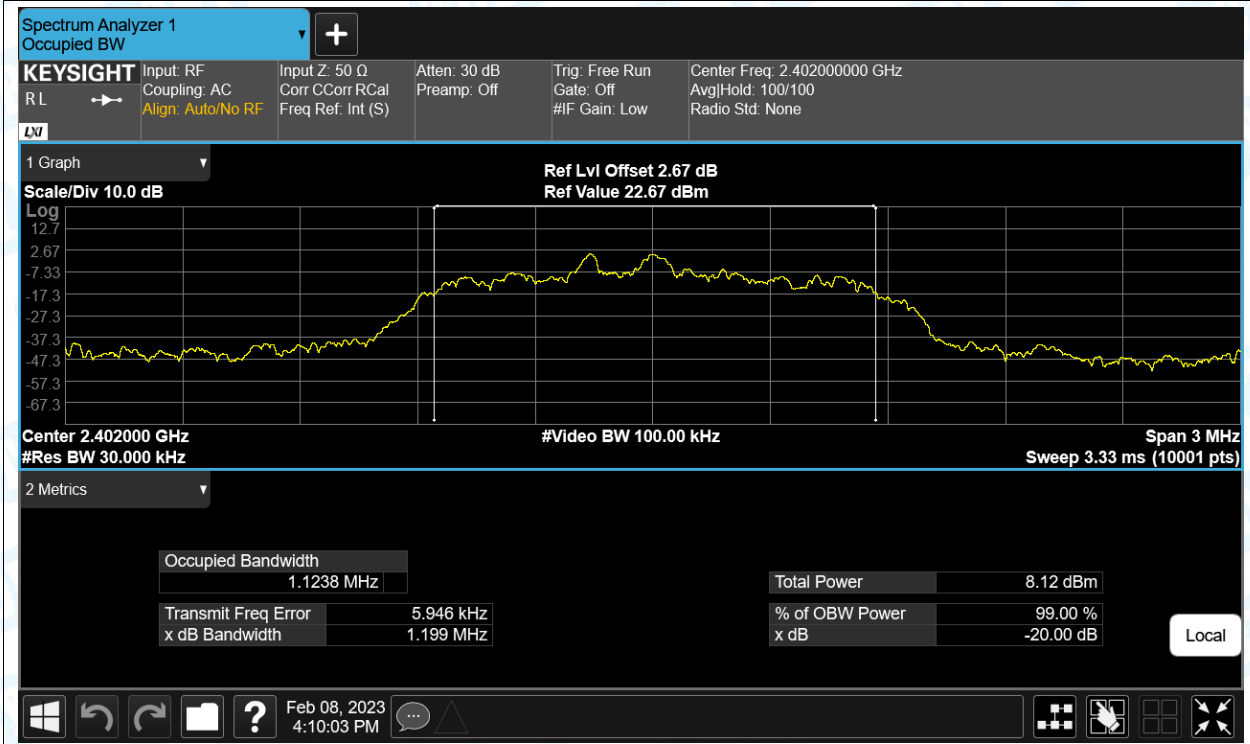 Spectrum Analyzer 1
Occupied BW
KEYSIGHT
R L
LXI
Input: RF
Coupling: AC
Align: Auto/No RF
Input Z: 50 Ω
Corr CCorr RCal
Freq Ref: Int (S)
Atten: 30 dB
Preamp: Off
Trig: Free Run
Gate: Off
#IF Gain: Low
Center Freq: 2.402000000 GHz
Avg|Hold: 100/100
Radio Std: None
1 Graph
Scale/Div 10.0 dB
Ref Lvl Offset 2.67 dB
Ref Value 22.67 dBm
Log
12.7
2.67
-7.33
-17.3
-27.3
-37.3
-47.3
-57.3
-67.3
Center 2.402000 GHz
#Video BW 100.00 kHz
Span 3 MHz
#Res BW 30.000 kHz
Sweep 3.33 ms (10001 pts)
2 Metrics
Occupied Bandwidth
1.1238 MHz
Transmit Freq Error 5.946 kHz
x dB Bandwidth 1.199 MHz
Total Power 8.12 dBm
% of OBW Power 99.00 %
x dB -20.00 dB
Local
?
Feb 08, 2023
4:10:03 PM